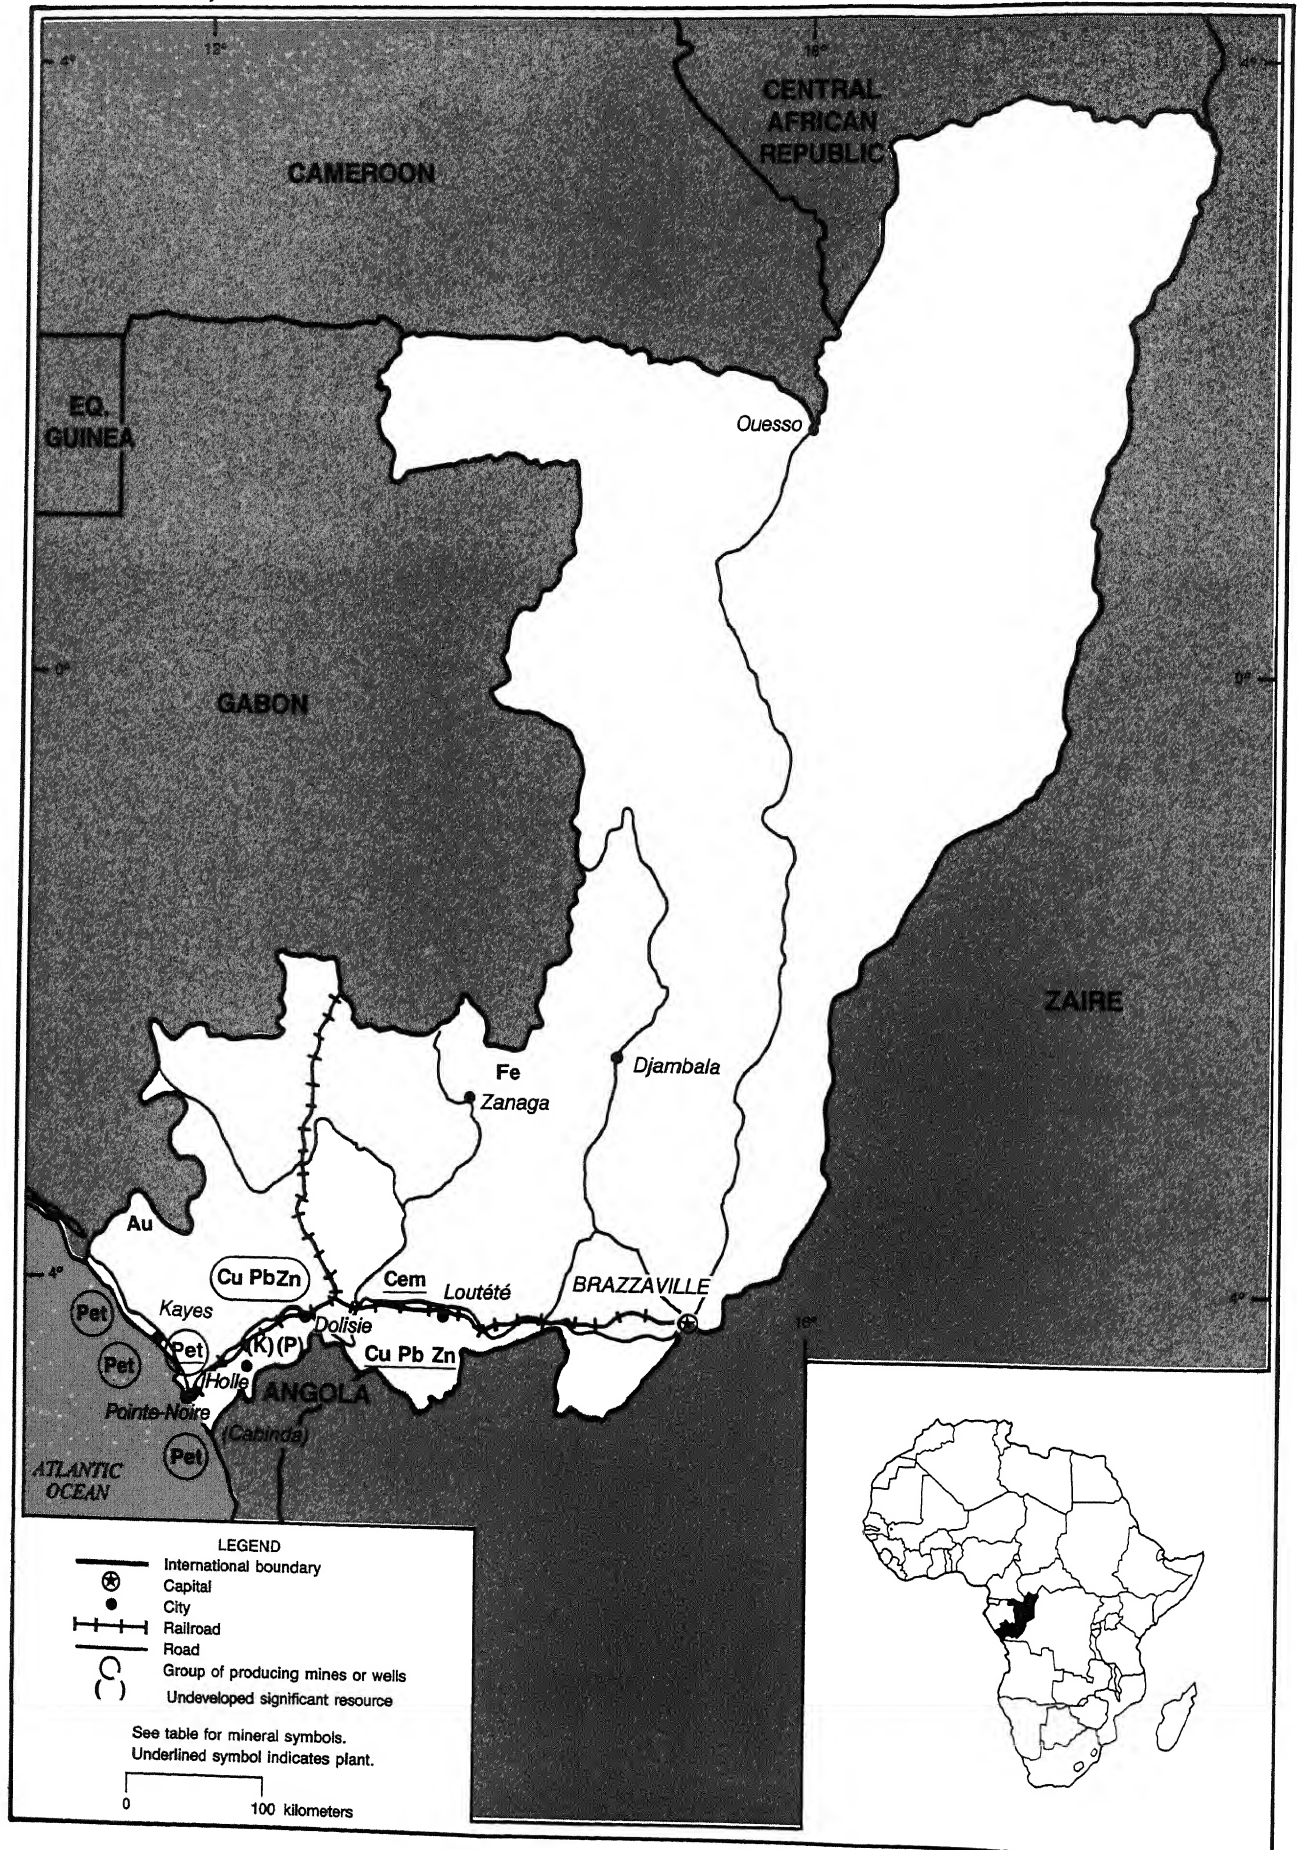 12°
18°
4°
4°
CENTRAL
AFRICAN
REPUBLIC
CAMEROON
EQ.
GUINEA
Ouesso
0°
0°
GABON
ZAIRE
Fe
Zanaga
Djambala
Au
4°
Cu Pb Zn
Cem
Loutété
BRAZZAVILLE
4°
Pet
Kayes
Dolisie
16°
Pet
(K) (P)
Cu Pb Zn
Pet
Holle
ANGOLA
Pointe-Noire
(Cabinda)
Pet
ATLANTIC
OCEAN
LEGEND
International boundary
Capital
City
Railroad
Road
Group of producing mines or wells
( )
Undeveloped significant resource
See table for mineral symbols.
Underlined symbol indicates plant.
0
100 kilometers